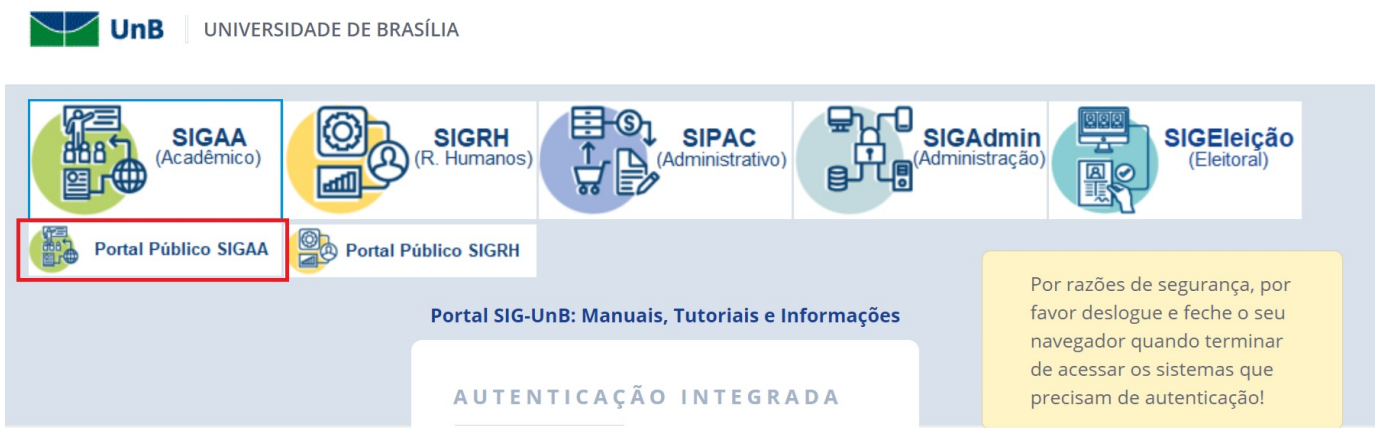 UnB UNIVERSIDADE DE BRASÍLIA
SIGAA
(Acadêmico)
SIGRH
(R. Humanos)
SIPAC
(Administrativo)
SIGAdmin
(Administração)
SIGEleição
(Eleitoral)
Portal Público SIGAA
Portal Público SIGRH
Portal SIG-UnB: Manuais, Tutoriais e Informações
AUTENTICAÇÃO INTEGRADA
Por razões de segurança, por
favor deslogue e feche o seu
navegador quando terminar
de acessar os sistemas que
precisam de autenticação!